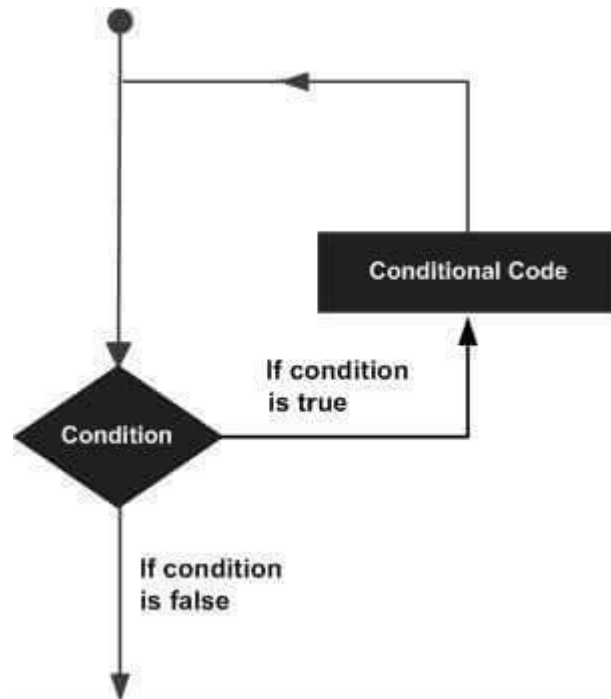 Conditional Code
If condition
is true
Condition
If condition
is false